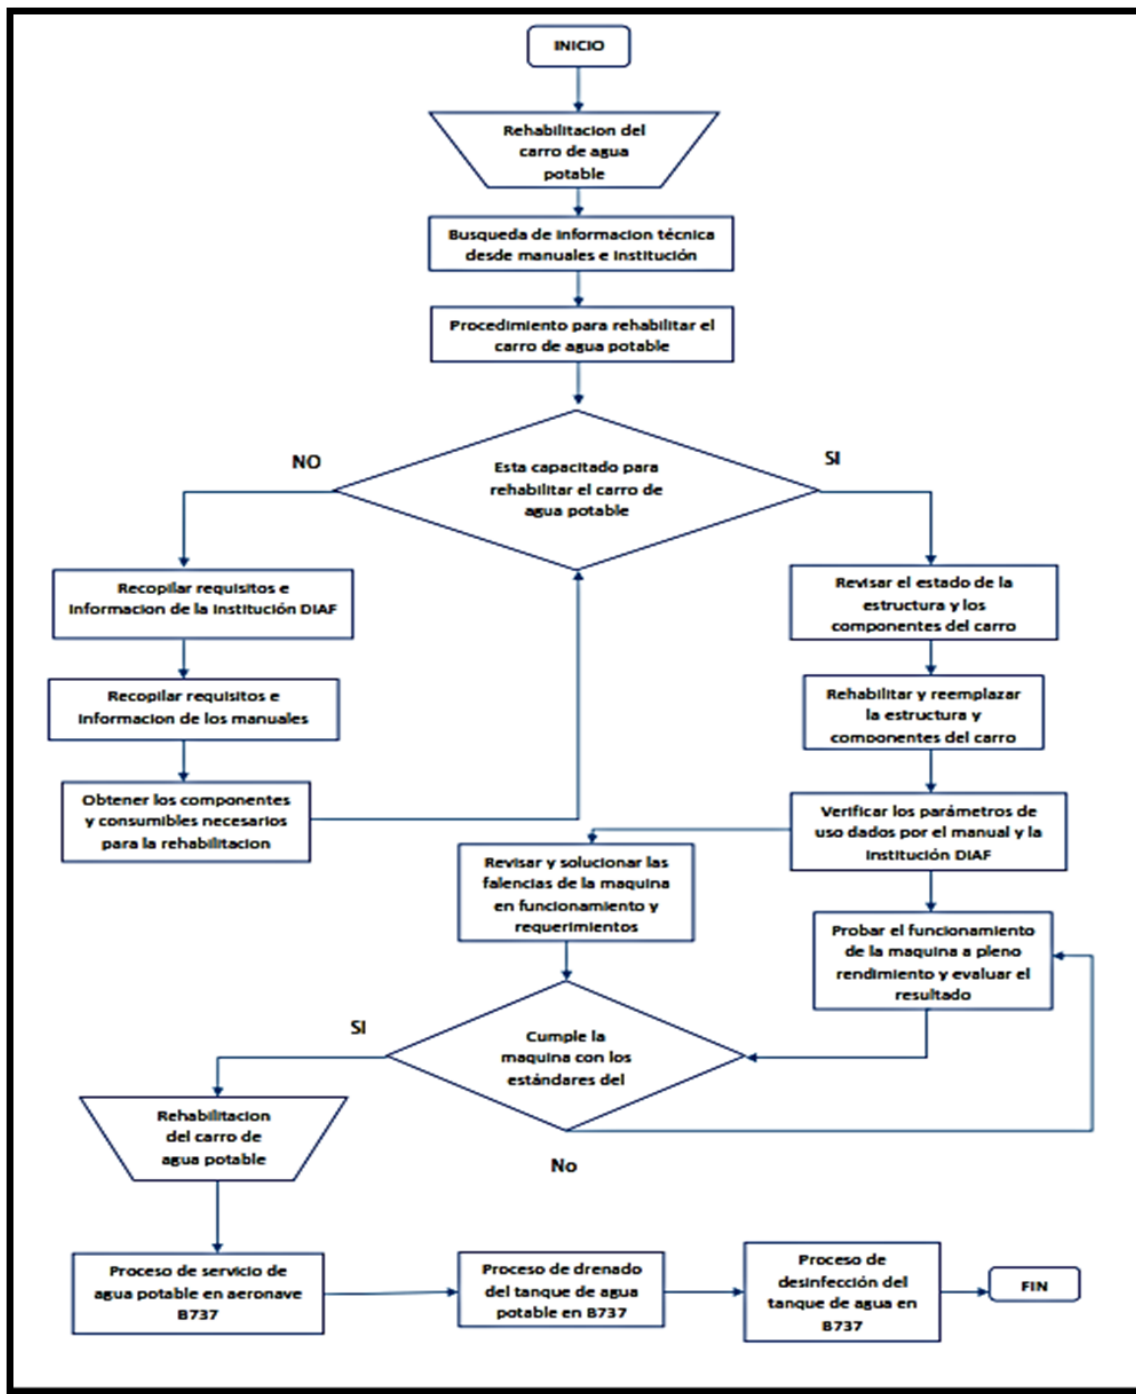 INICIO
Rehabilitacion del
carro de agua
potable
Busqueda de informacion técnica
desde manuales e institución
Procedimiento para rehabilitar el
carro de agua potable
NO
SI
Esta capacitado para
rehabilitar el carro de
agua potable
Recopilar requisitos e
informacion de la institución DIAF
Revisar el estado de la
estructura y los
componentes del carro
Recopilar requisitos e
informacion de los manuales
Rehabilitar y reemplazar
la estructura y
componentes del carro
Obtener los componentes
y consumibles necesarios
para la rehabilitacion
Verificar los parámetros de
uso dados por el manual y la
institución DIAF
Revisar y solucionar las
falencias de la maquina
en funcionamiento y
requerimientos
Probar el funcionamiento
de la maquina a pleno
rendimiento y evaluar el
resultado
SI
Cumple la
maquina con los
estándares del
No
Rehabilitacion
del carro de
agua potable
Proceso de servicio de
agua potable en aeronave
B737
Proceso de drenado
del tanque de agua
potable en B737
Proceso de
desinfección del
tanque de agua en
B737
FIN